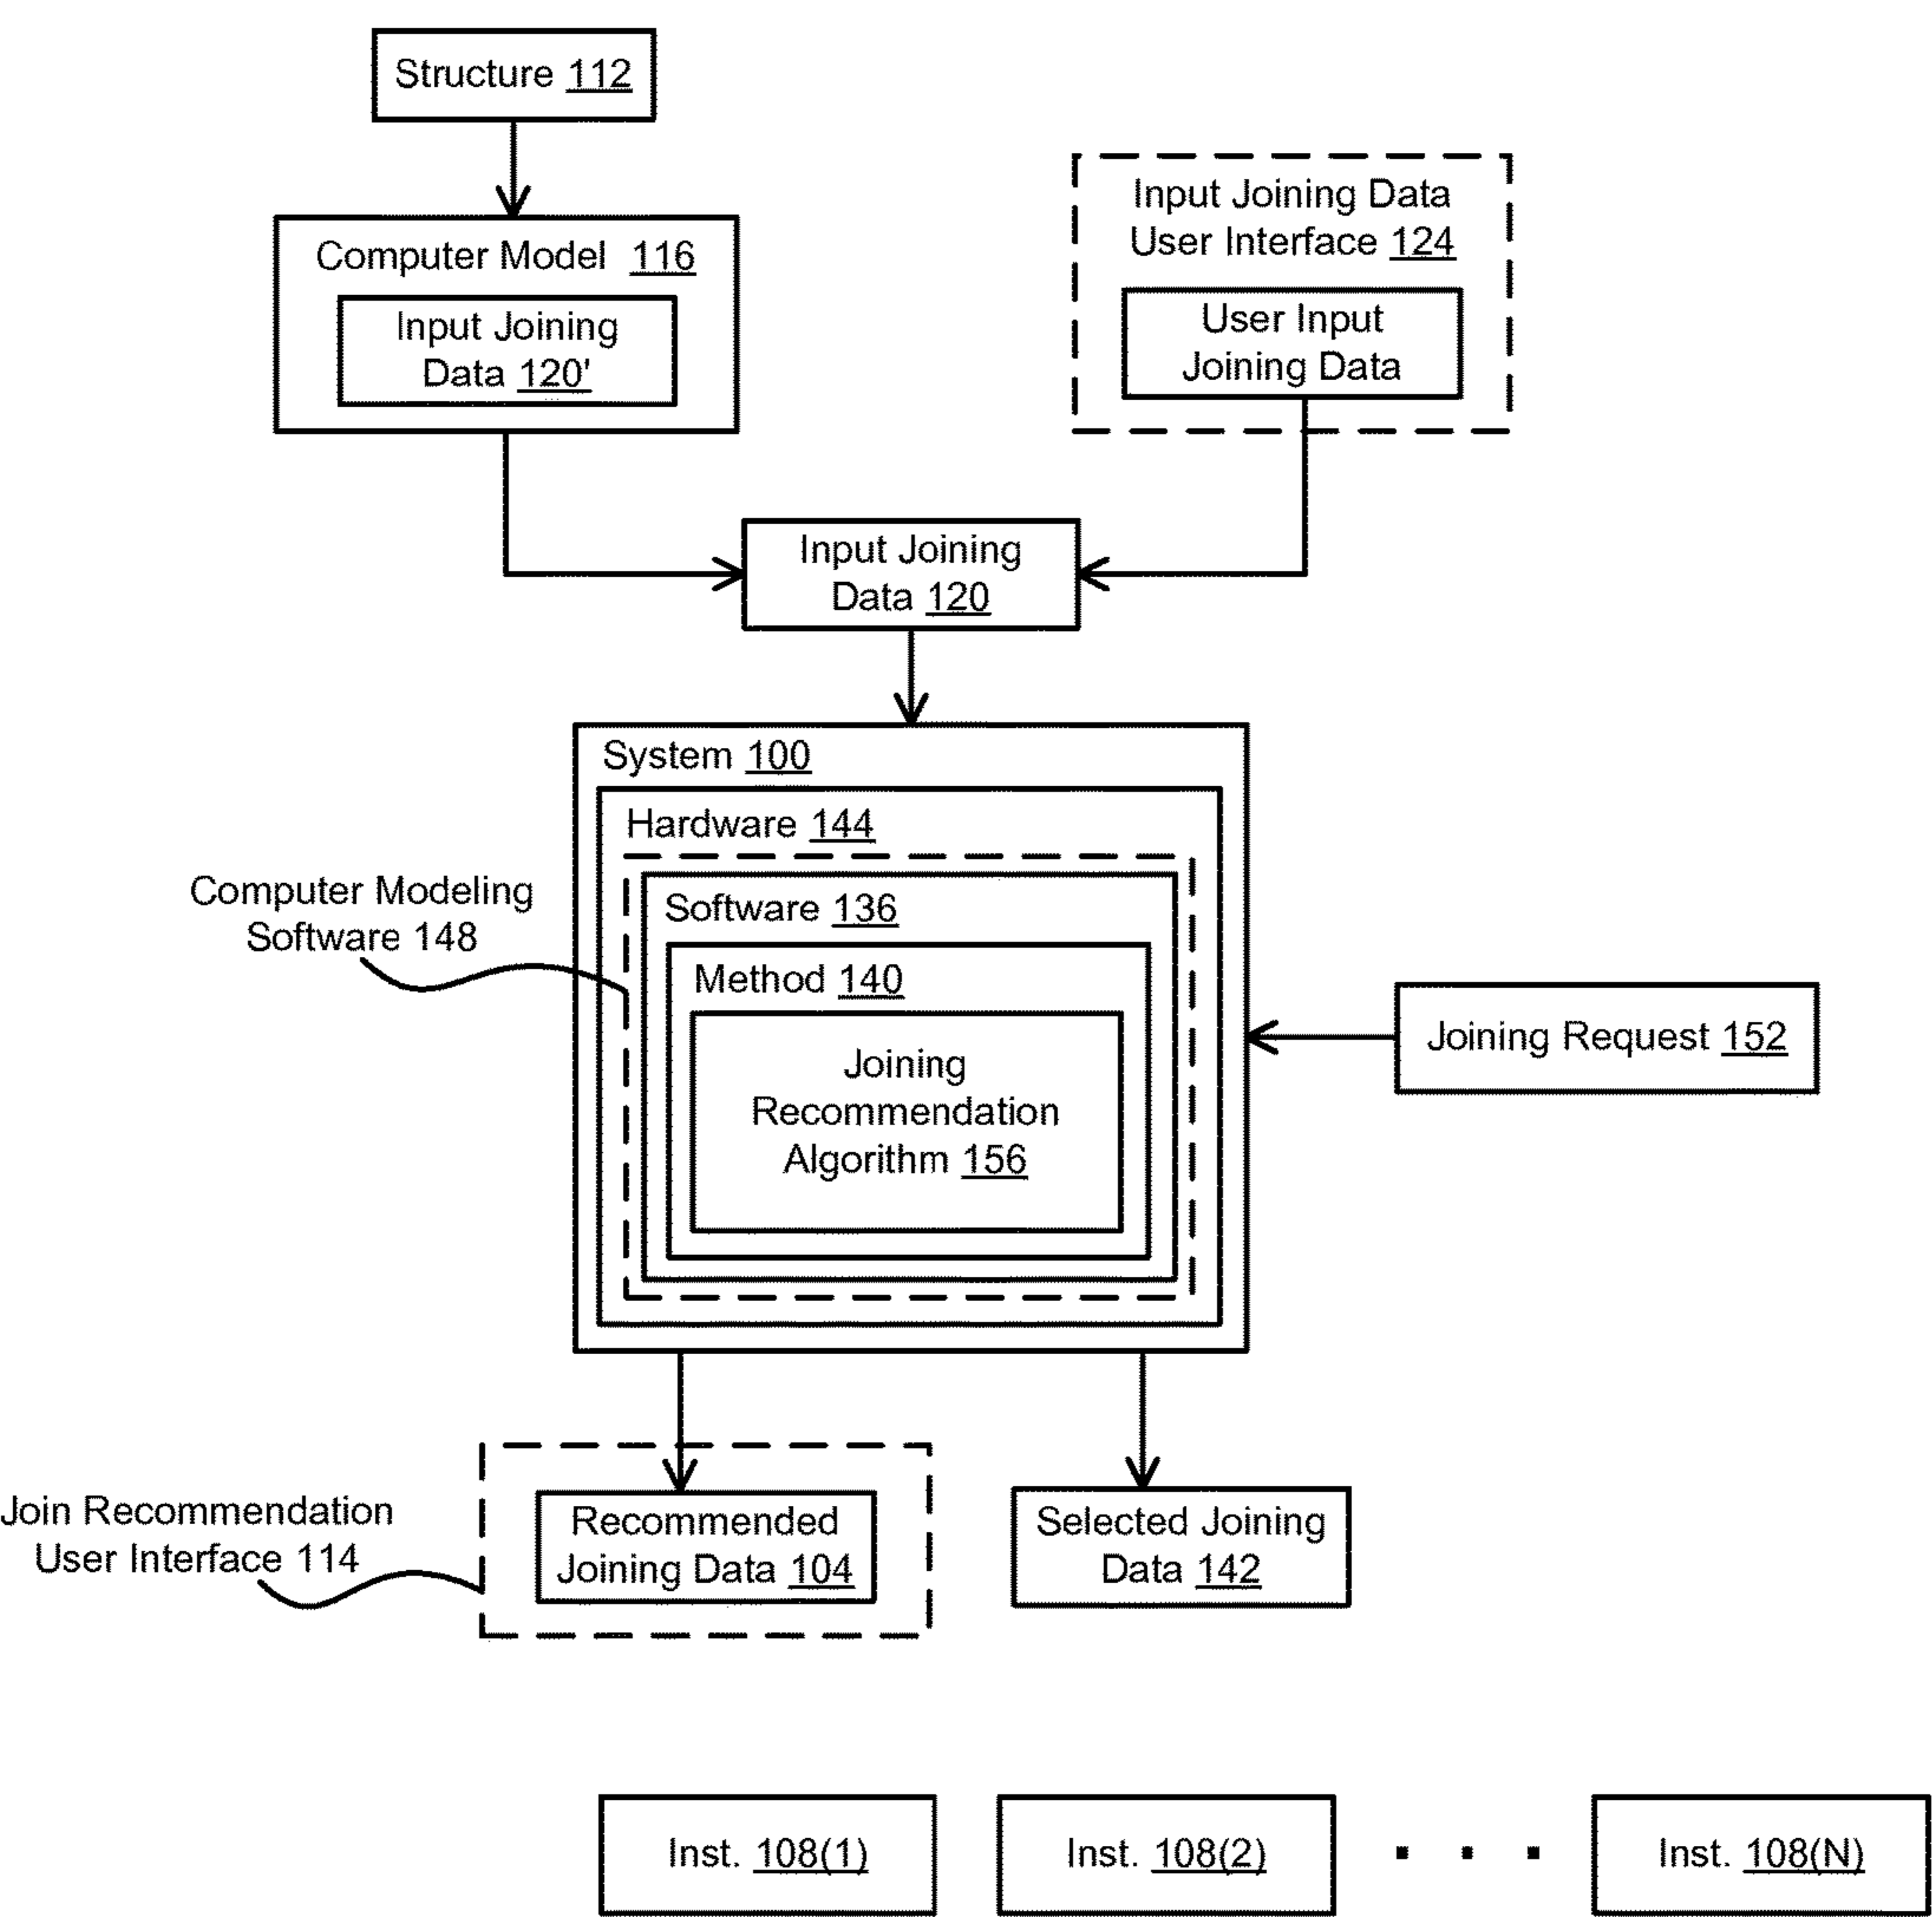 Structure 112
Input Joining Data
User Interface 124
Computer Model 116
User Input
Joining Data
Input Joining
Data 120'
Input Joining
Data 120
System 100
Hardware 144
Computer Modeling
Software 148
Software 136
Method 140
Joining Request 152
Joining
Recommendation
Algorithm 156
Join Recommendation
User Interface 114
Recommended
Joining Data 104
Selected Joining
Data 142
Inst. 108(1)
Inst. 108(2)
. . .
Inst. 108(N)